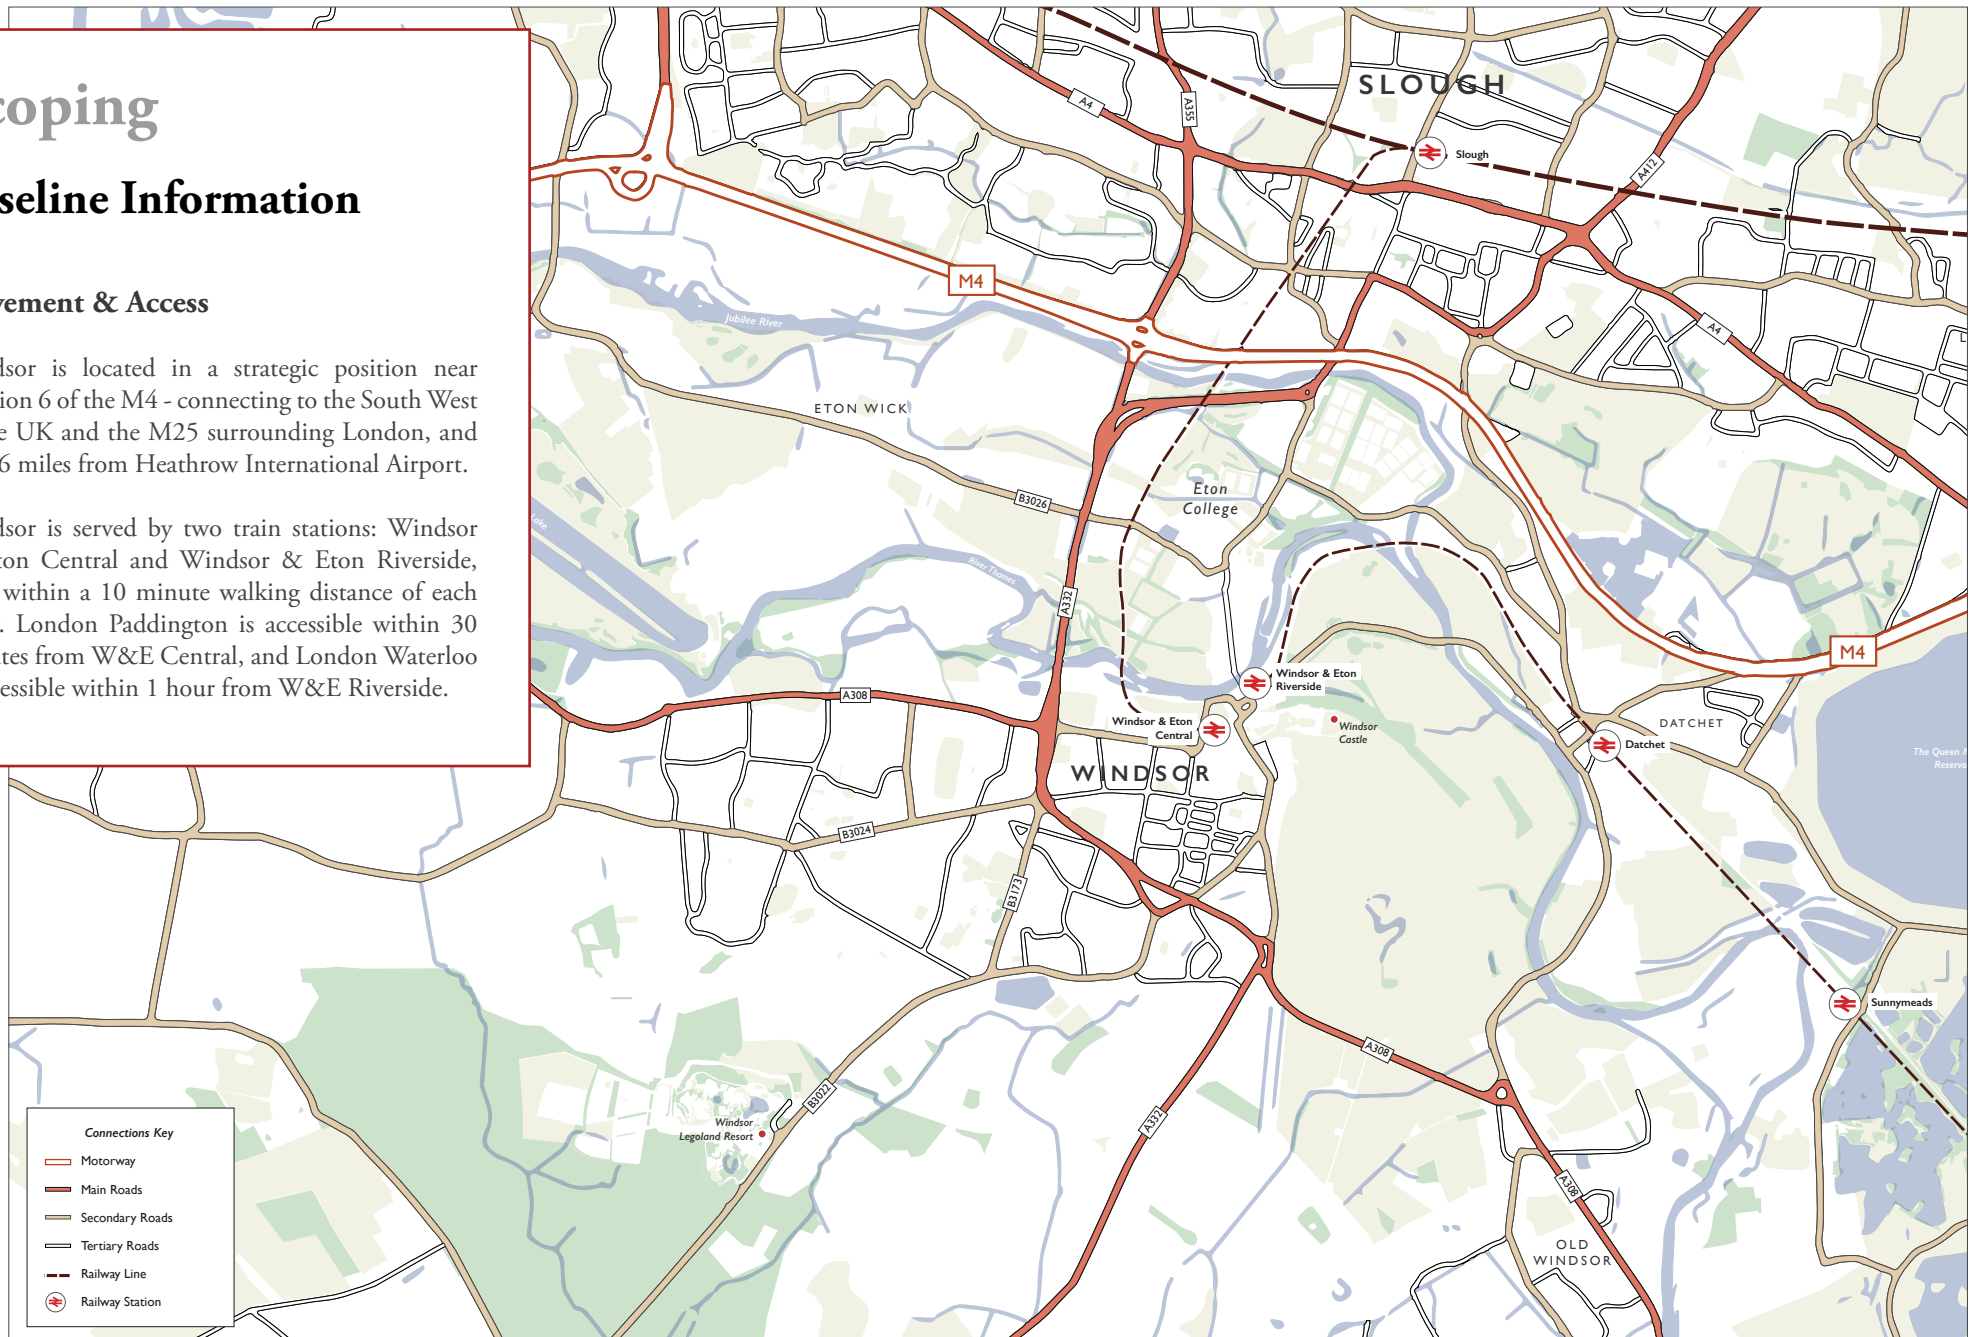 coping
seline Information
vement & Access
dsor is located in a strategic position near
ion 6 of the M4 - connecting to the South West
e UK and the M25 surrounding London, and
6 miles from Heathrow International Airport.
dsor is served by two train stations: Windsor
ton Central and Windsor & Eton Riverside,
within a 10 minute walking distance of each
. London Paddington is accessible within 30
tes from W&E Central, and London Waterloo
essible within 1 hour from W&E Riverside.
SLOUGH
A4
A355
Slough
A412
M4
Jubilee River
A4
L
ETON WICK
Eton
College
B3026
Lake
River Thames
A332
M4
Windsor & Eton
Riverside
A308
Windsor & Eton
Central
Windsor
Castle
DATCHET
Datchet
The Queen
Reservo
WINDSOR
B3024
B3173
Sunnymeads
A308
B3022
A332
Windsor
Legoland Resort
A308
OLD
WINDSOR
Connections Key
Motorway
Main Roads
Secondary Roads
Tertiary Roads
Railway Line
Railway Station